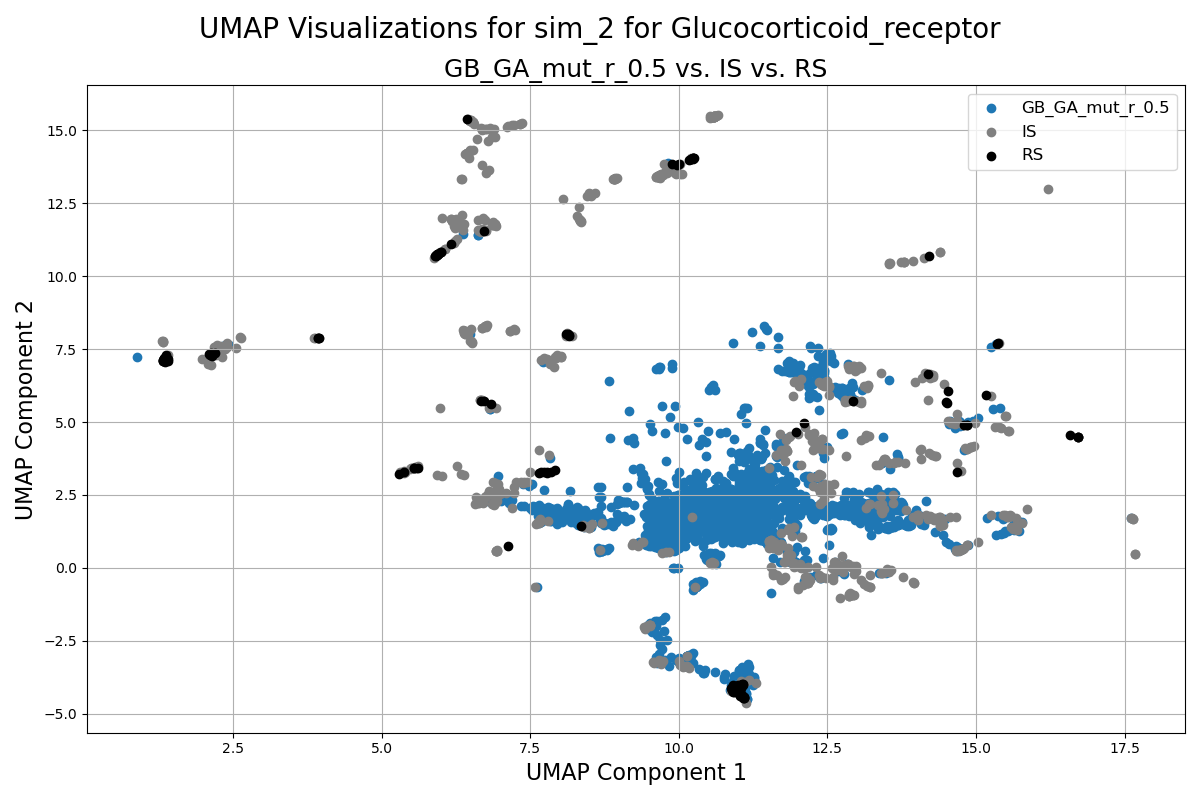 UMAP Visualizations for sim_2 for Glucocorticoid_receptor
GB_GA_mut_r_0.5 vs. IS vs. RS
GB_GA_mut_r_0.5
IS
RS
UMAP Component 2
15.0
12.5
10.0
7.5
5.0
2.5
0.0
−2.5
−5.0
2.5 5.0 7.5 10.0 12.5 15.0 17.5
UMAP Component 1